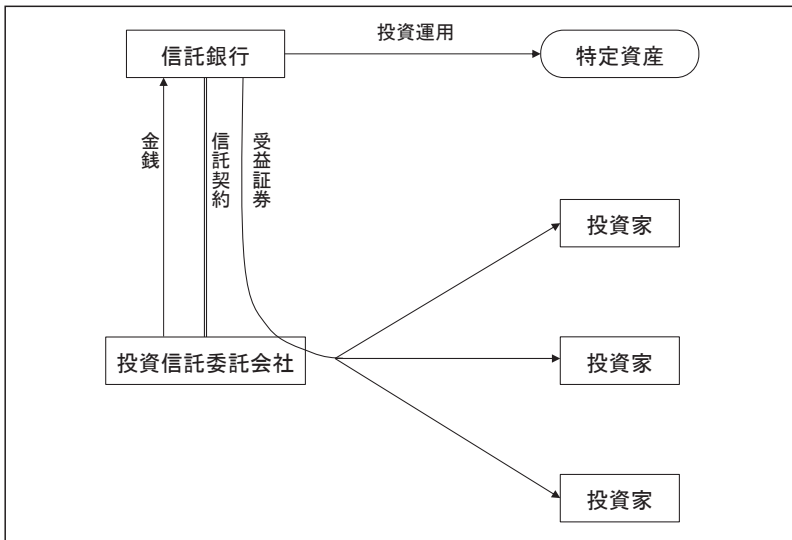 信託銀行
投資運用
特定資産
金銭
信託契約
受益証券
投資家
投資信託委託会社
投資家
投資家